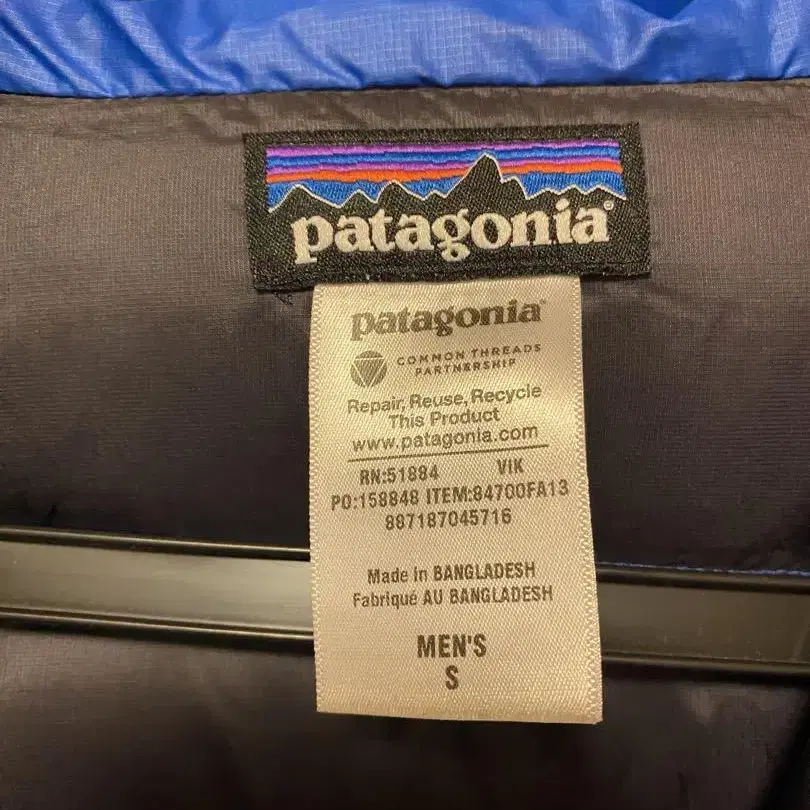 patagonia®
patagonia®
COMMON THREADS
PARTNERSHIP
Repair, Reuse, Recycle
This Product
www.patagonia.com
RN:51884 VIK
PO:158848 ITEM:84700FA13
887187045716
Made in BANGLADESH
Fabriqué AU BANGLADESH
MEN'S
S